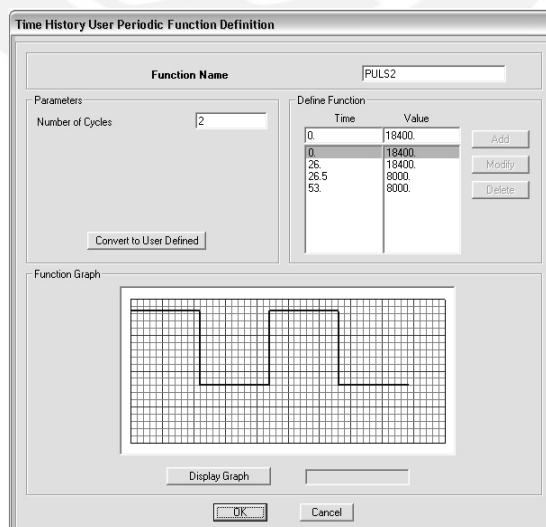 Time History User Periodic Function Definition
Function Name PULS2
Parameters
Number of Cycles 2
Convert to User Defined
Define Function
Time Value
0. 18400.
0. 18400.
26. 18400.
26.5 8000.
53. 8000.
Add
Modify
Delete
Function Graph
Display Graph
OK Cancel